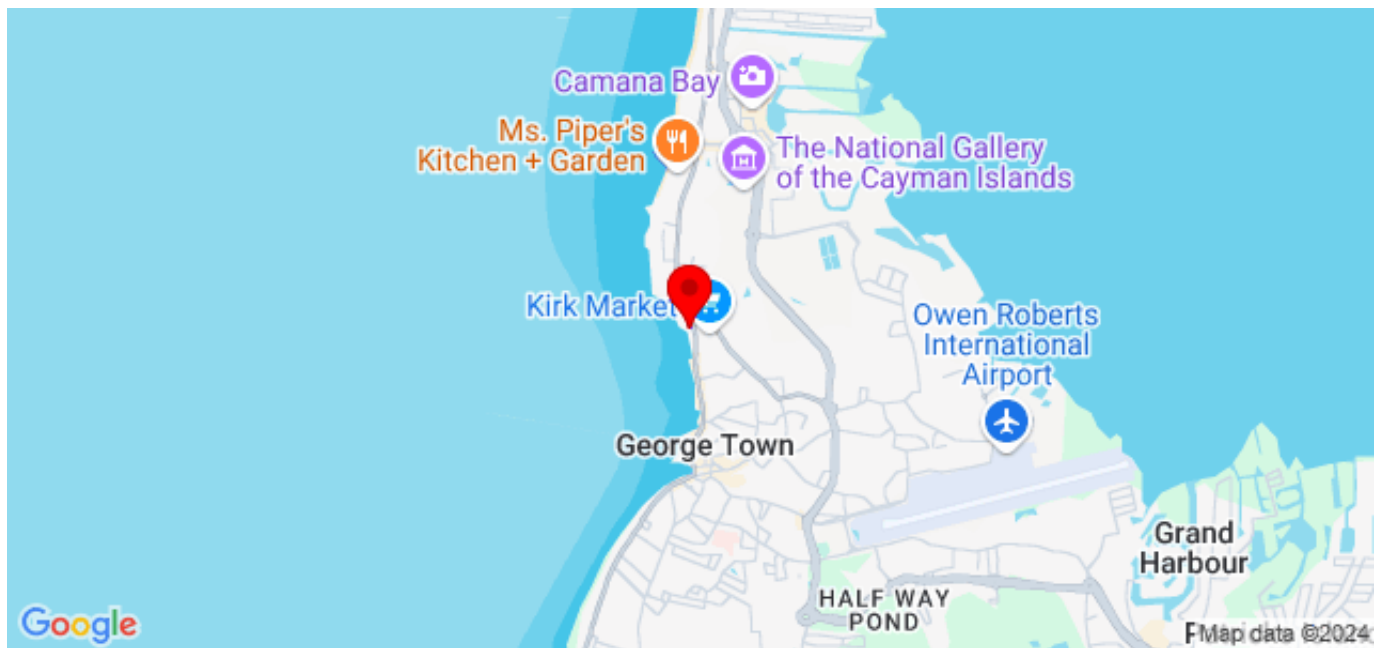 Camana Bay
Ms. Piper's
Kitchen + Garden
The National Gallery
of the Cayman Islands
Kirk Market
Owen Roberts
International
Airport
George Town
Grand
Harbour
HALF WAY
POND
Google
Map data ©2024